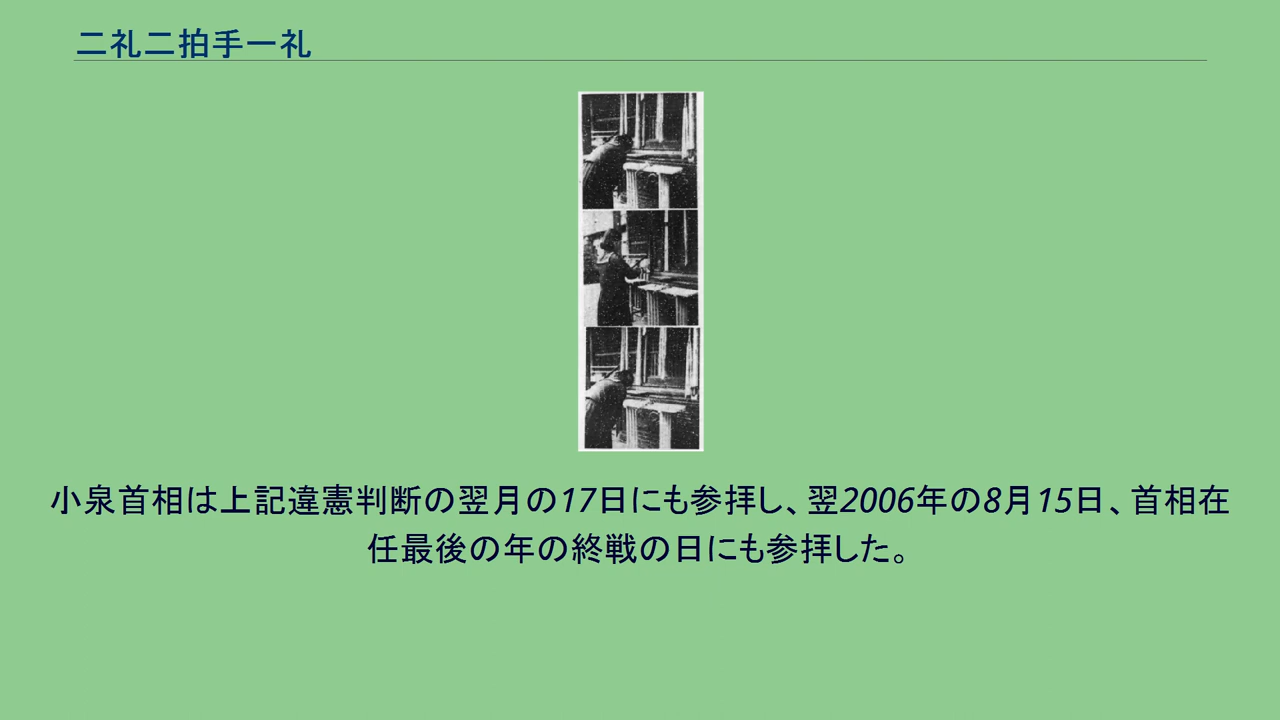 二礼二拍手一礼
小泉首相は上記違憲判断の翌月の17日にも参拝し、翌2006年の8月15日、首相在
任最後の年の終戦の日にも参拝した。